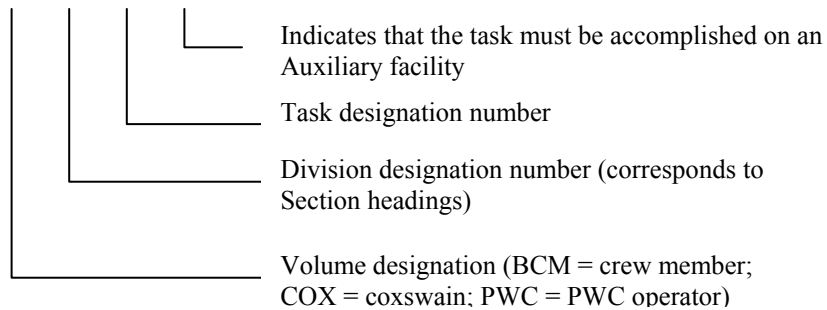 Indicates that the task must be accomplished on an
Auxiliary facility
Task designation number
Division designation number (corresponds to
Section headings)
Volume designation (BCM = crew member;
COX = coxswain; PWC = PWC operator)